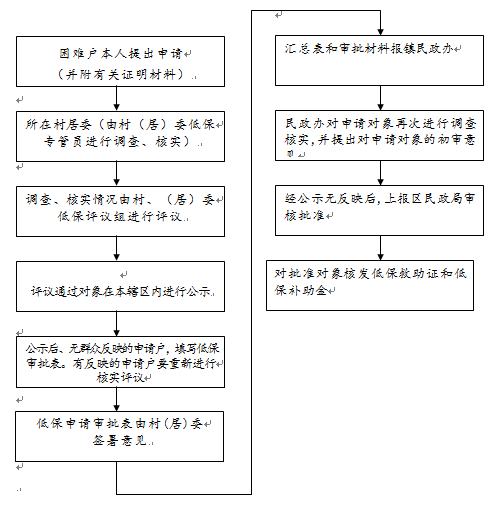 困难户本人提出申请
（并附有关证明材料）
所在村居委（由村（居）委低保
专管员进行调查、核实）
调查、核实情况由村、（居）委
低保评议组进行评议
评议通过对象在本辖区内进行公示
公示后、无群众反映的申请户，填写低保
审批表。有反映的申请户要重新进行
核实评议
低保申请审批表由村(居)委
签署意见
汇总表和审批材料报镇民政办
民政办对申请对象再次进行调查
核实,并提出对申请对象的初审意
见
经公示无反映后,上报区民政局审
核批准
对批准对象核发低保救助证和低
保补助金